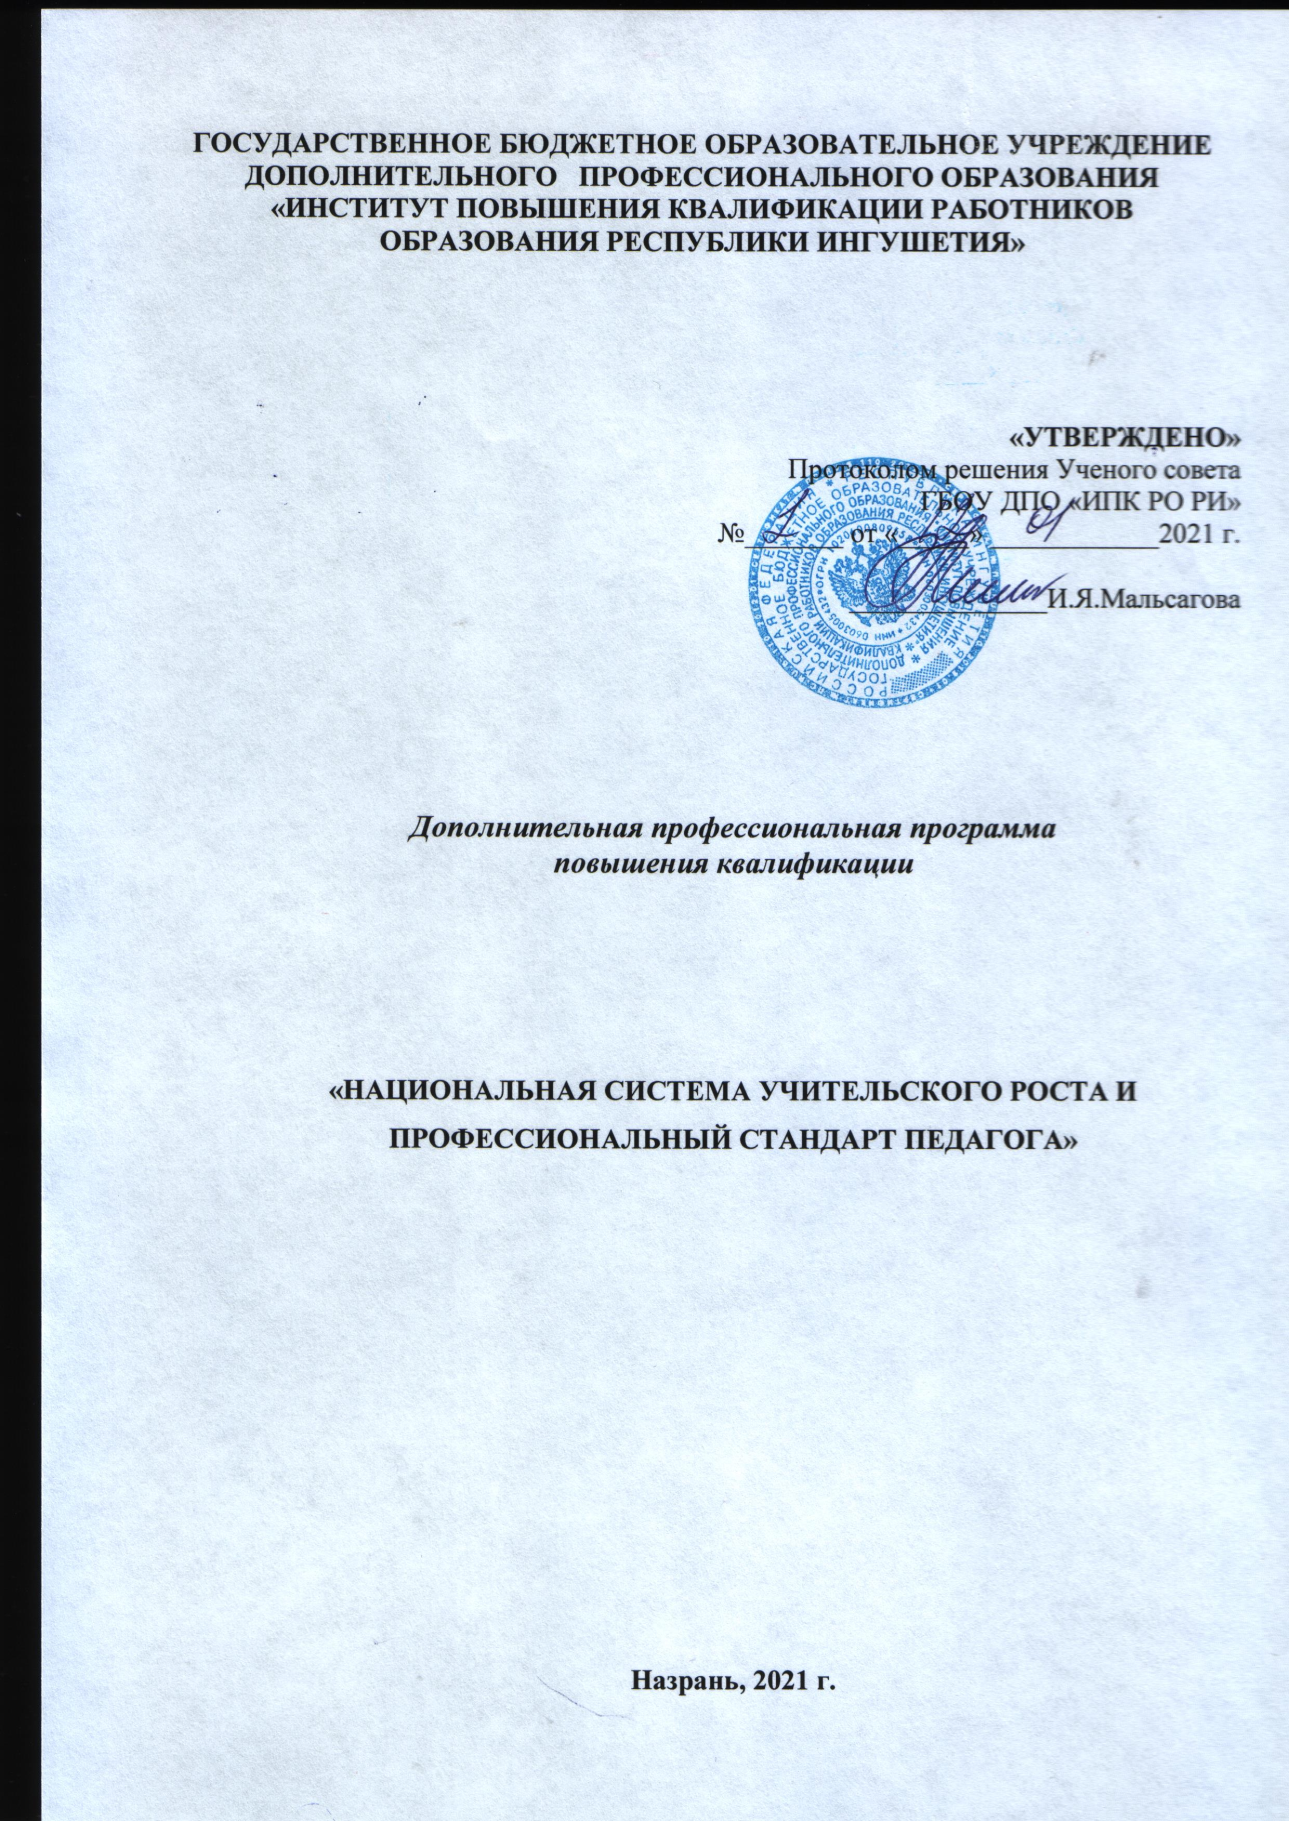 ГОСУДАРСТВЕННОЕ БЮДЖЕТНОЕ ОБРАЗОВАТЕЛЬНОЕ УЧРЕЖДЕНИЕ
ДОПОЛНИТЕЛЬНОГО ПРОФЕССИОНАЛЬНОГО ОБРАЗОВАНИЯ
«ИНСТИТУТ ПОВЫШЕНИЯ КВАЛИФИКАЦИИ РАБОТНИКОВ
ОБРАЗОВАНИЯ РЕСПУБЛИКИ ИНГУШЕТИЯ»
«УТВЕРЖДЕНО»
Протоколом решения Ученого совета
ГБОУ ДПО «ИПК РО РИ»
№ 1 от « » 01 2021 г.
И.Я.Мальсагова
Дополнительная профессиональная программа
повышения квалификации
«НАЦИОНАЛЬНАЯ СИСТЕМА УЧИТЕЛЬСКОГО РОСТА И
ПРОФЕССИОНАЛЬНЫЙ СТАНДАРТ ПЕДАГОГА»
Назрань, 2021 г.